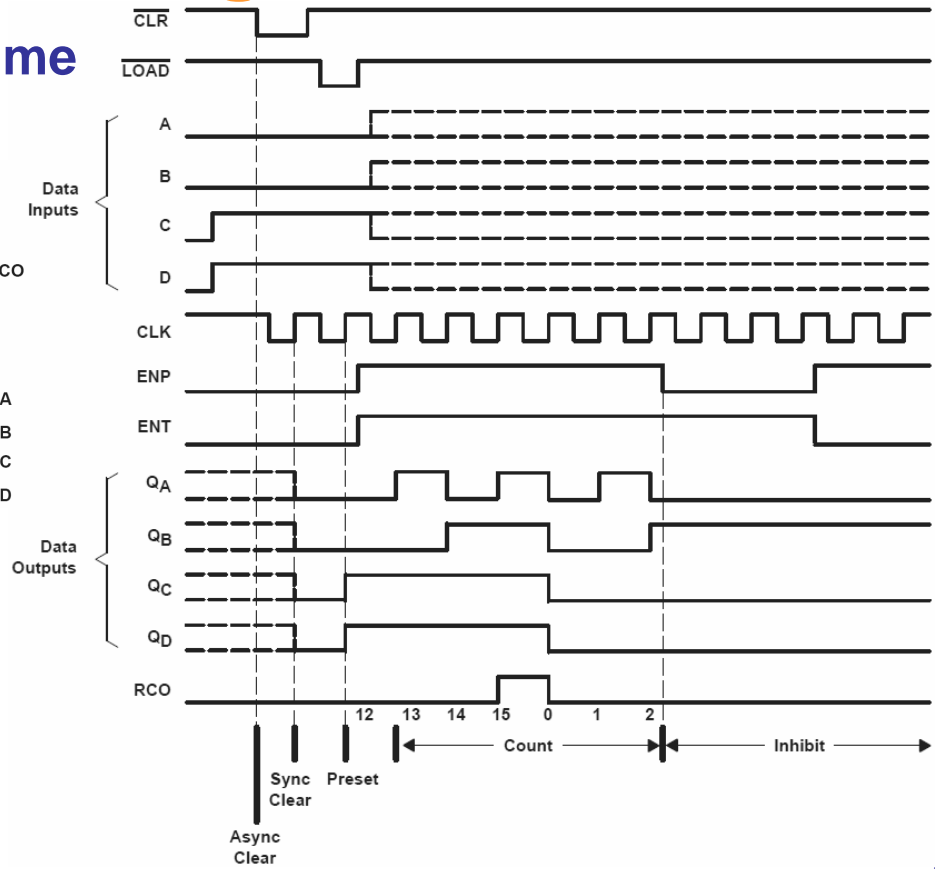 CLR
me
LOAD
A
B
Data
Inputs
C
CO
D
CLK
ENP
A
ENT
B
C
QA
D
QB
Data
Outputs
QC
QD
RCO
12 13 14 15 0 1 2
Count
Inhibit
Sync
Clear
Preset
Async
Clear